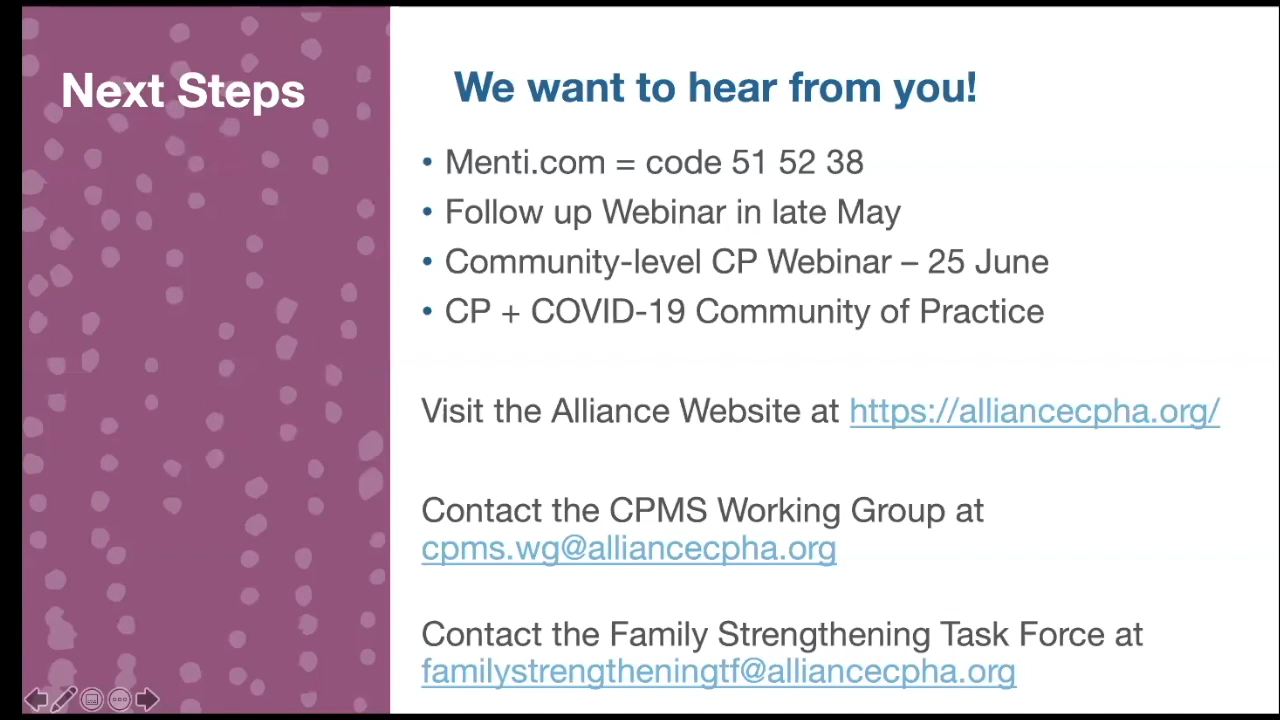 Next Steps
We want to hear from you!
• Menti.com = code 51 52 38
• Follow up Webinar in late May
• Community-level CP Webinar – 25 June
• CP + COVID-19 Community of Practice
Visit the Alliance Website at https://alliancecpha.org/
Contact the CPMS Working Group at
cpms.wg@alliancecpha.org
Contact the Family Strengthening Task Force at
familystrengtheningtf@alliancecpha.org